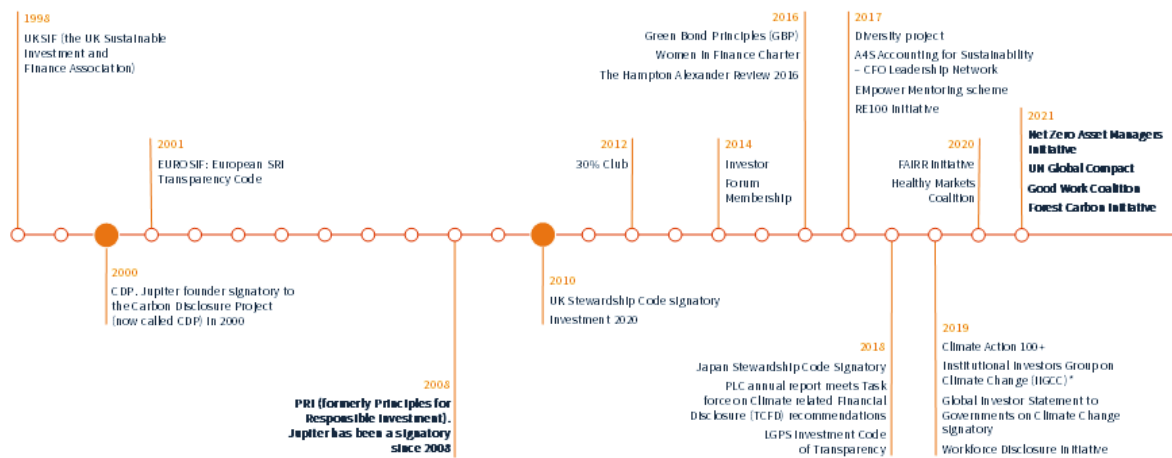 1998
UKSIF (the UK Sustainable
Investment and
Finance Association)
2000
CDP. Jupiter founder signatory to
the Carbon Disclosure Project
(now called CDP) in 2000
2001
EUROSIF: European SRI
Transparency Code
2008
PRI (formerly Principles for
Responsible Investment).
Jupiter has been a signatory
since 2008
2010
UK Stewardship Code signatory
Investment 2020
2012
30% Club
2014
Investor
Forum
Membership
2016
Green Bond Principles (GBP)
Women in Finance Charter
The Hampton Alexander Review 2016
2017
Diversity project
A4S Accounting for Sustainability
– CFO Leadership Network
EMpower Mentoring scheme
RE100 Initiative
2018
Japan Stewardship Code Signatory
PLC annual report meets Task
force on Climate related Financial
Disclosure (TCFD) recommendations
LGPS Investment Code
of Transparency
2019
Climate Action 100+
Institutional Investors Group on
Climate Change (IIGCC)*
Global Investor Statement to
Governments on Climate Change
signatory
Workforce Disclosure Initiative
2020
FAIRR Initiative
Healthy Markets
Coalition
2021
Net Zero Asset Managers
Initiative
UN Global Compact
Good Work Coalition
Forest Carbon Initiative